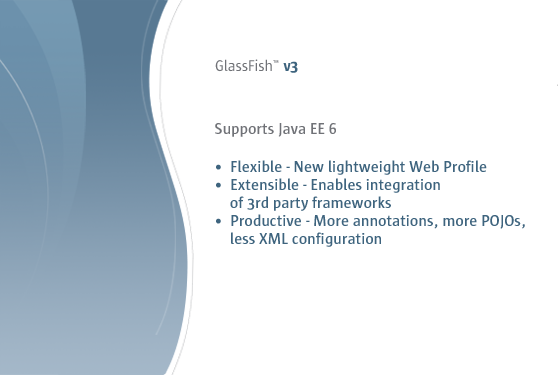 GlassFish™ v3
Supports Java EE 6
• Flexible - New lightweight Web Profile
• Extensible - Enables integration
of 3rd party frameworks
• Productive - More annotations, more POJOs,
less XML configuration